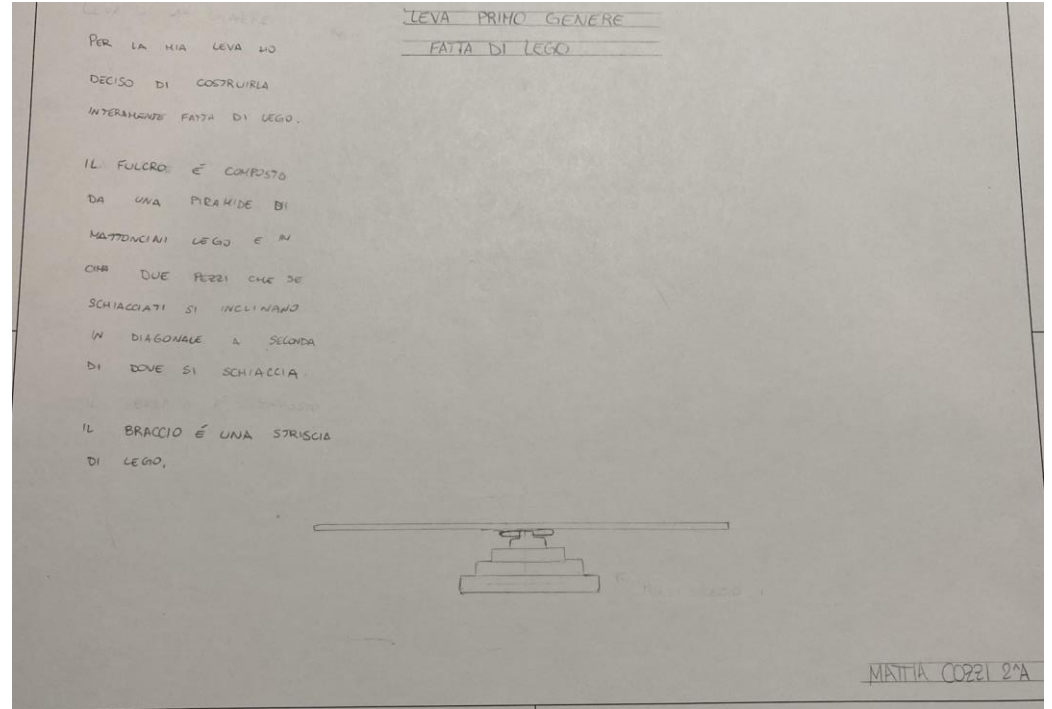 LEVA PRIMO GENERE
FATTA DI LEGO
PER LA MIA LEVA HO
DECISO DI COSTRUIRLA
INTERAMENTE FATTA DI LEGO.
IL FULCRO É COMPOSTO
DA UNA PIRAMIDE DI
MATTONCINI LEGO E IN
CIMA DUE PEZZI CHE SE
SCHIACCIATI SI INCLINANO
IN DIAGONALE A SECONDA
DI DOVE SI SCHIACCIA.
IL BRACCIO É UNA STRISCIA
DI LEGO.
MATTIA COZZI 2^A